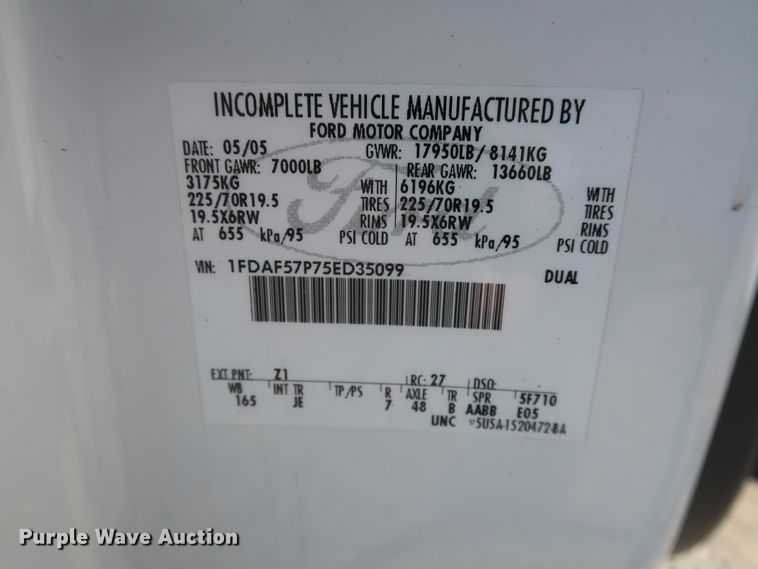 INCOMPLETE VEHICLE MANUFACTURED BY
FORD MOTOR COMPANY
DATE: 05/05 GVWR: 17950LB/ 8141KG
FRONT GAWR: 7000LB REAR GAWR: 13660LB
3175KG WITH 6196KG WITH
225/70R19.5 TIRES 225/70R19.5 TIRES
19.5X6RW RIMS 19.5X6RW RIMS
AT 655 kPa/95 PSI COLD AT 655 kPa/95 PSI COLD
Ford
VIN: 1FDAF57P75ED35099 DUAL
EXT PNT: Z1 RC: 27 DSO:
WB INT TR TP/PS R AXLE TR SPR 5F710
165 JE 7 48 B AABB E05
UNC ▽5U5A-1520472-BA
Purple Wave Auction